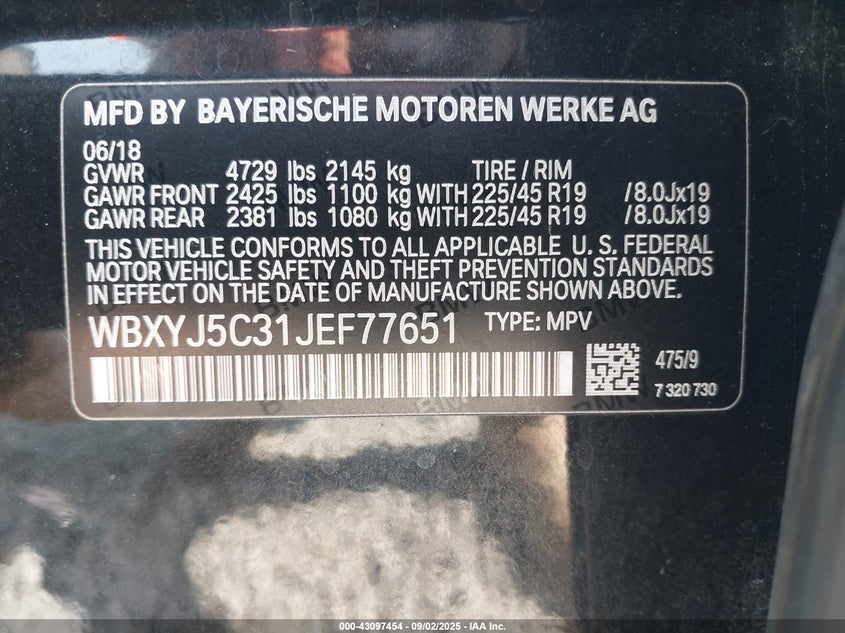 MFD BY BAYERISCHE MOTOREN WERKE AG
06/18
GVWR 4729 lbs 2145 kg TIRE / RIM
GAWR FRONT 2425 lbs 1100 kg WITH 225/45 R19 /8.0Jx19
GAWR REAR 2381 lbs 1080 kg WITH 225/45 R19 /8.0Jx19
THIS VEHICLE CONFORMS TO ALL APPLICABLE U. S. FEDERAL
MOTOR VEHICLE SAFETY AND THEFT PREVENTION STANDARDS
IN EFFECT ON THE DATE OF MANUFACTURE SHOWN ABOVE.
WBXYJ5C31JEF77651 TYPE: MPV
475/9
7 320 730
000-43097454 - 09/02/2025 - IAA Inc.